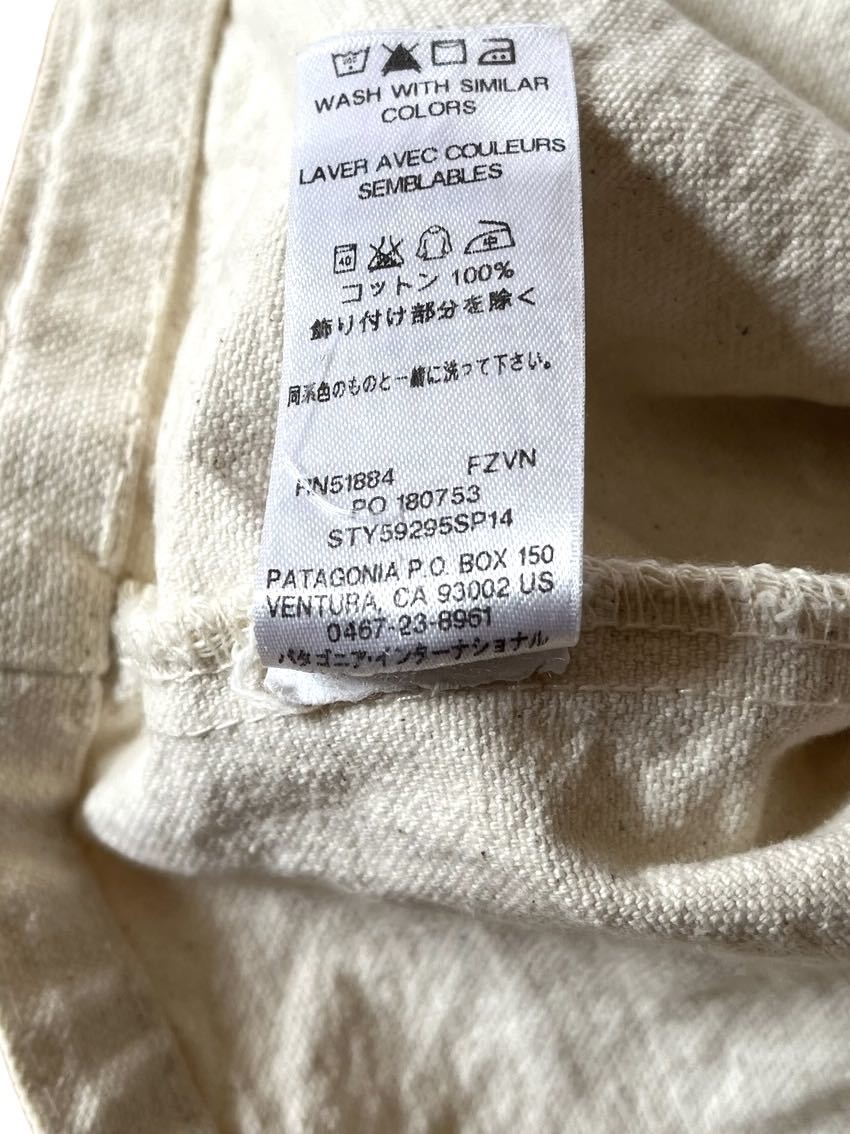 WASH WITH SIMILAR
COLORS
LAVER AVEC COULEURS
SEMBLABLES
40
中
コットン 100%
飾り付け部分を除く
同系色のものと一緒に洗って下さい。
RN51884 FZVN
PO 180753
STY59295SP14
PATAGONIA P.O. BOX 150
VENTURA, CA 93002 US
0467-23-8961
パタゴニア・インターナショナル